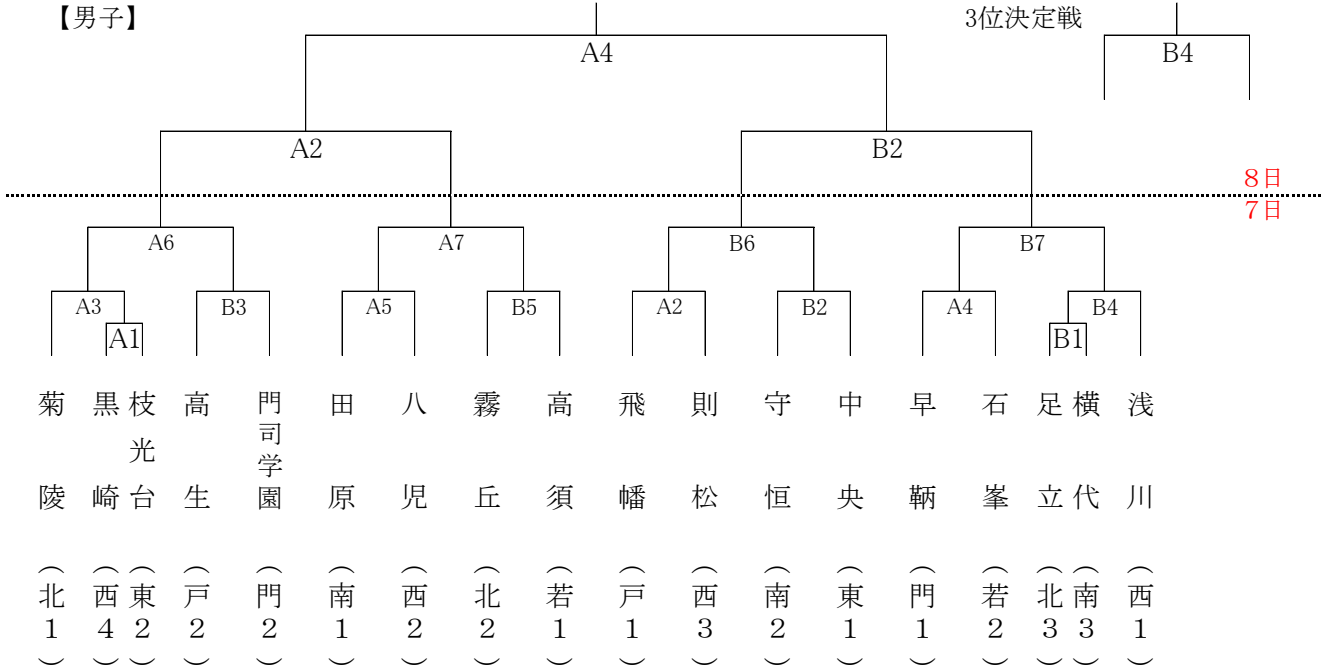 【男子】
3位決定戦
A4
B4
A2
B2
8日
7日
A6
A7
B6
B7
A3
B3
A5
B5
A2
B2
A4
B4
A1
B1
菊陵（北1）
黒崎（西4）
枝光台（東2）
高生（戸2）
門司学園（門2）
田原（南1）
八児（西2）
霧丘（北2）
高須（若1）
飛幡（戸1）
則松（西3）
守恒（南2）
中央（東1）
早鞆（門1）
石峯（若2）
足立（北3）
横代（南3）
浅川（西1）